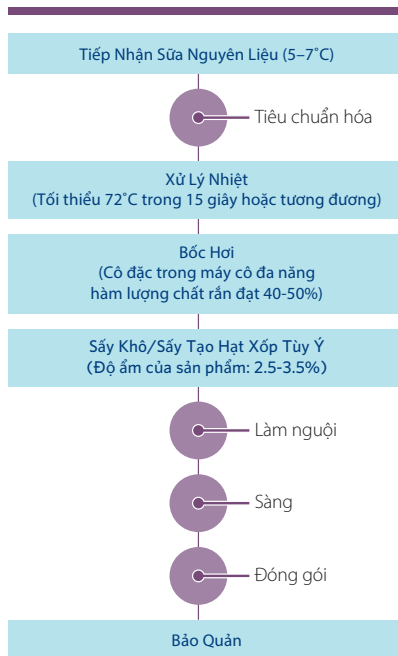 Tiếp Nhận Sữa Nguyên Liệu (5–7˚C)
Tiêu chuẩn hóa
Xử Lý Nhiệt
(Tối thiểu 72˚C trong 15 giây hoặc tương đương)
Bốc Hơi
(Cô đặc trong máy cô đa năng
hàm lượng chất rắn đạt 40-50%)
Sấy Khô/Sấy Tạo Hạt Xốp Tùy Ý
(Độ ẩm của sản phẩm: 2.5-3.5%)
Làm nguội
Sàng
Đóng gói
Bảo Quản